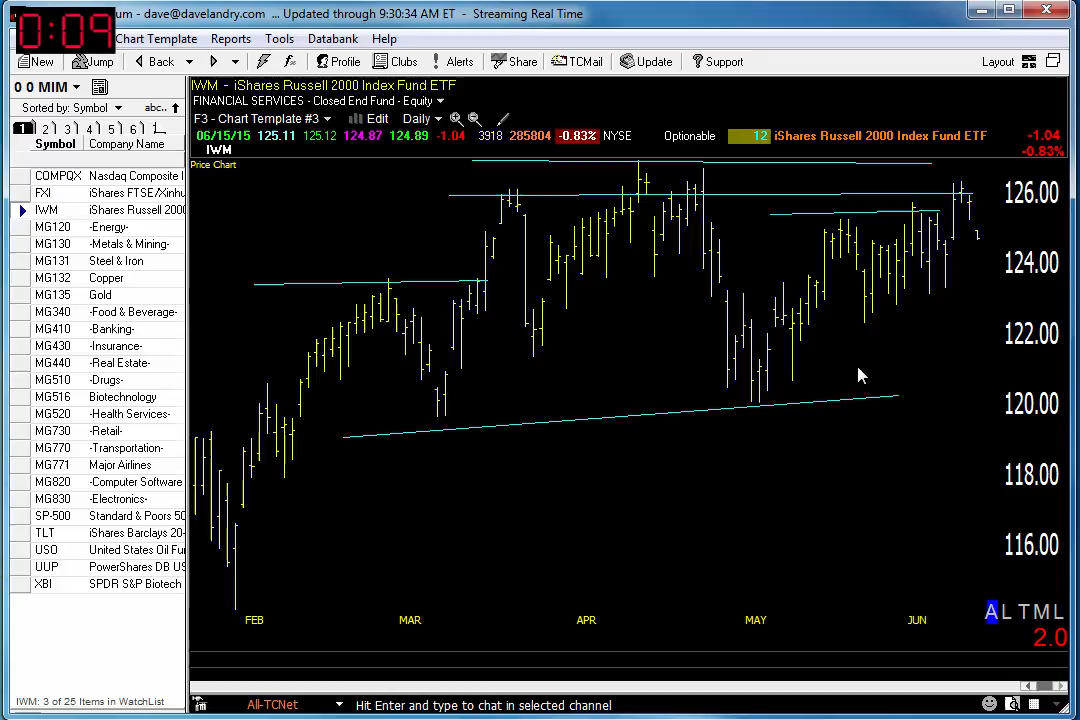 0:09
um - dave@davelandry.com ... Updated through 9:30:34 AM ET - Streaming Real Time
Chart Template Reports Tools Databank Help
New Jump Back Profile Clubs Alerts Share TCMail Update Support Layout
0 0 MIM
Sorted by: Symbol abc..
1 2 3 4 5 6
Symbol Company Name
COMPQX Nasdaq Composite I
FXI iShares FTSE/Xinhu
IWM iShares Russell 2000
MG120 -Energy-
MG130 -Metals & Mining-
MG131 Steel & Iron
MG132 Copper
MG135 Gold
MG340 -Food & Beverage-
MG410 -Banking-
MG430 -Insurance-
MG440 -Real Estate-
MG510 -Drugs-
MG516 Biotechnology
MG520 -Health Services-
MG730 -Retail-
MG770 -Transportation-
MG771 Major Airlines
MG820 -Computer Software
MG830 -Electronics-
SP-500 Standard & Poors 50
TLT iShares Barclays 20-
USO United States Oil Fu
UUP PowerShares DB US
XBI SPDR S&P Biotech
IWM: 3 of 25 Items in WatchList
IWM - iShares Russell 2000 Index Fund ETF
FINANCIAL SERVICES - Closed End Fund - Equity
F3 - Chart Template #3 Edit Daily
06/15/15 125.11 125.12 124.87 124.89 -1.04 3918 285804 -0.83% NYSE Optionable 12 iShares Russell 2000 Index Fund ETF -1.04
-0.83%
IWM
Price Chart
126.00
124.00
122.00
120.00
118.00
116.00
FEB MAR APR MAY JUN
A L T M L
2.0
All-TCNet Hit Enter and type to chat in selected channel